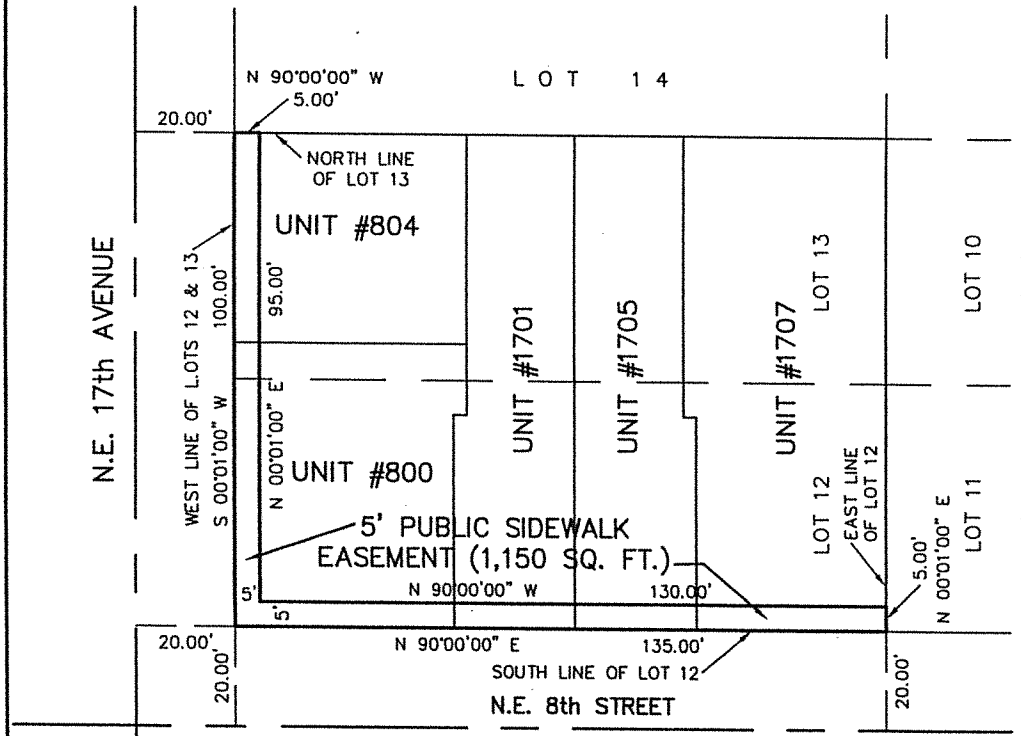 N 90°00'00" W
5.00'
LOT 14
20.00'
NORTH LINE
OF LOT 13
UNIT #804
N.E. 17th AVENUE
WEST LINE OF LOTS 12 & 13
S 00°01'00" W 100.00'
N 00°01'00" E 95.00'
UNIT #1701
UNIT #1705
UNIT #1707
LOT 13
LOT 10
UNIT #800
LOT 12
EAST LINE
OF LOT 12
LOT 11
5' PUBLIC SIDEWALK
EASEMENT (1,150 SQ. FT.)
N 90°00'00" W 130.00'
5.00'
N 00°01'00" E
5'
5'
20.00'
N 90°00'00" E 135.00'
20.00'
SOUTH LINE OF LOT 12
20.00'
N.E. 8th STREET